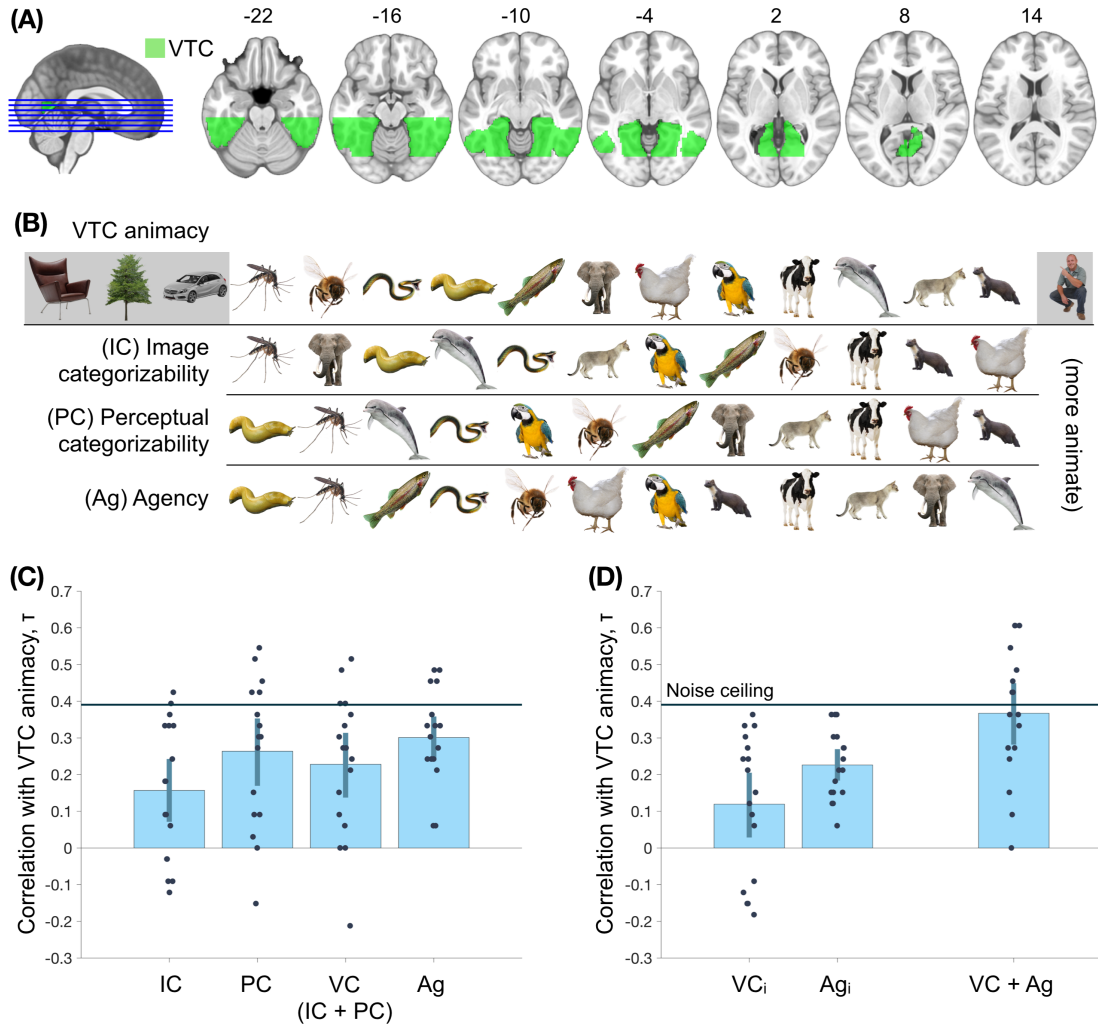 (A)
-22 -16 -10 -4 2 8 14
VTC
(B)
VTC animacy
(IC) Image
categorizability
(PC) Perceptual
categorizability
(Ag) Agency
(more animate)
(C)
Correlation with VTC animacy, τ
0.7
0.6
0.5
0.4
0.3
0.2
0.1
0
-0.1
-0.2
-0.3
IC PC VC Ag
(IC + PC)
(D)
Correlation with VTC animacy, τ
0.7
0.6
0.5
0.4
0.3
0.2
0.1
0
-0.1
-0.2
-0.3
Noise ceiling
VCᵢ Agᵢ VC + Ag